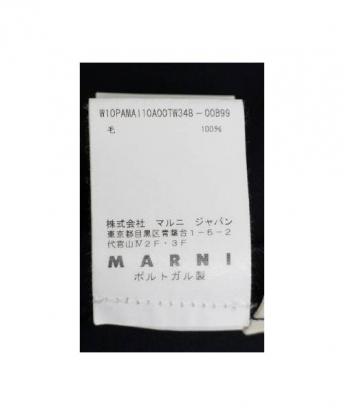 W10PAMA110A00TW348-00B99
毛 100%
株式会社 マルニ ジャパン
東京都目黒区青葉台1-5-2
代官山Ⅳ2F・3F
MARNI
ポルトガル製